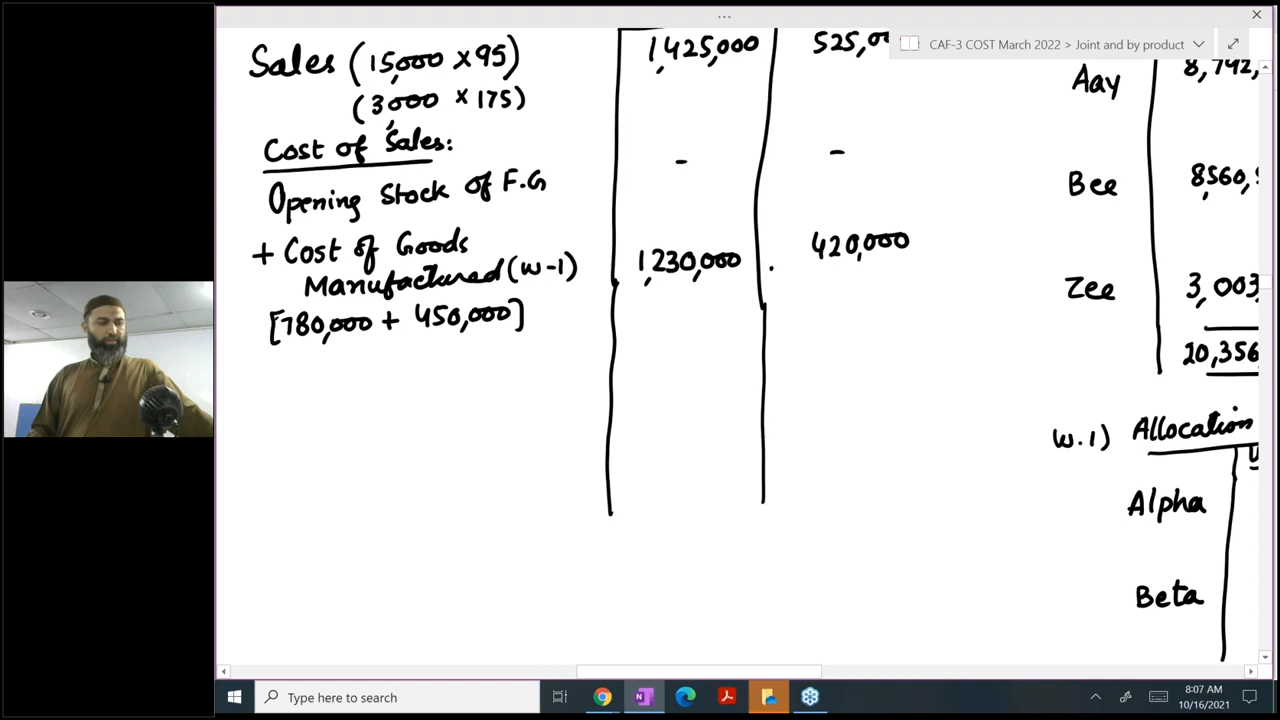 CAF-3 COST March 2022 > Joint and by product
Sales (15,000 × 95) 1,425,000
(3,000 × 175)
Cost of Sales:
Opening Stock of F.G - -
+ Cost of Goods
Manufactured (W-1) 1,230,000 420,000
[780,000 + 450,000]
Aay
Bee
Zee
W.1) Allocation
Alpha
Beta
Type here to search
8:07 AM
10/16/2021